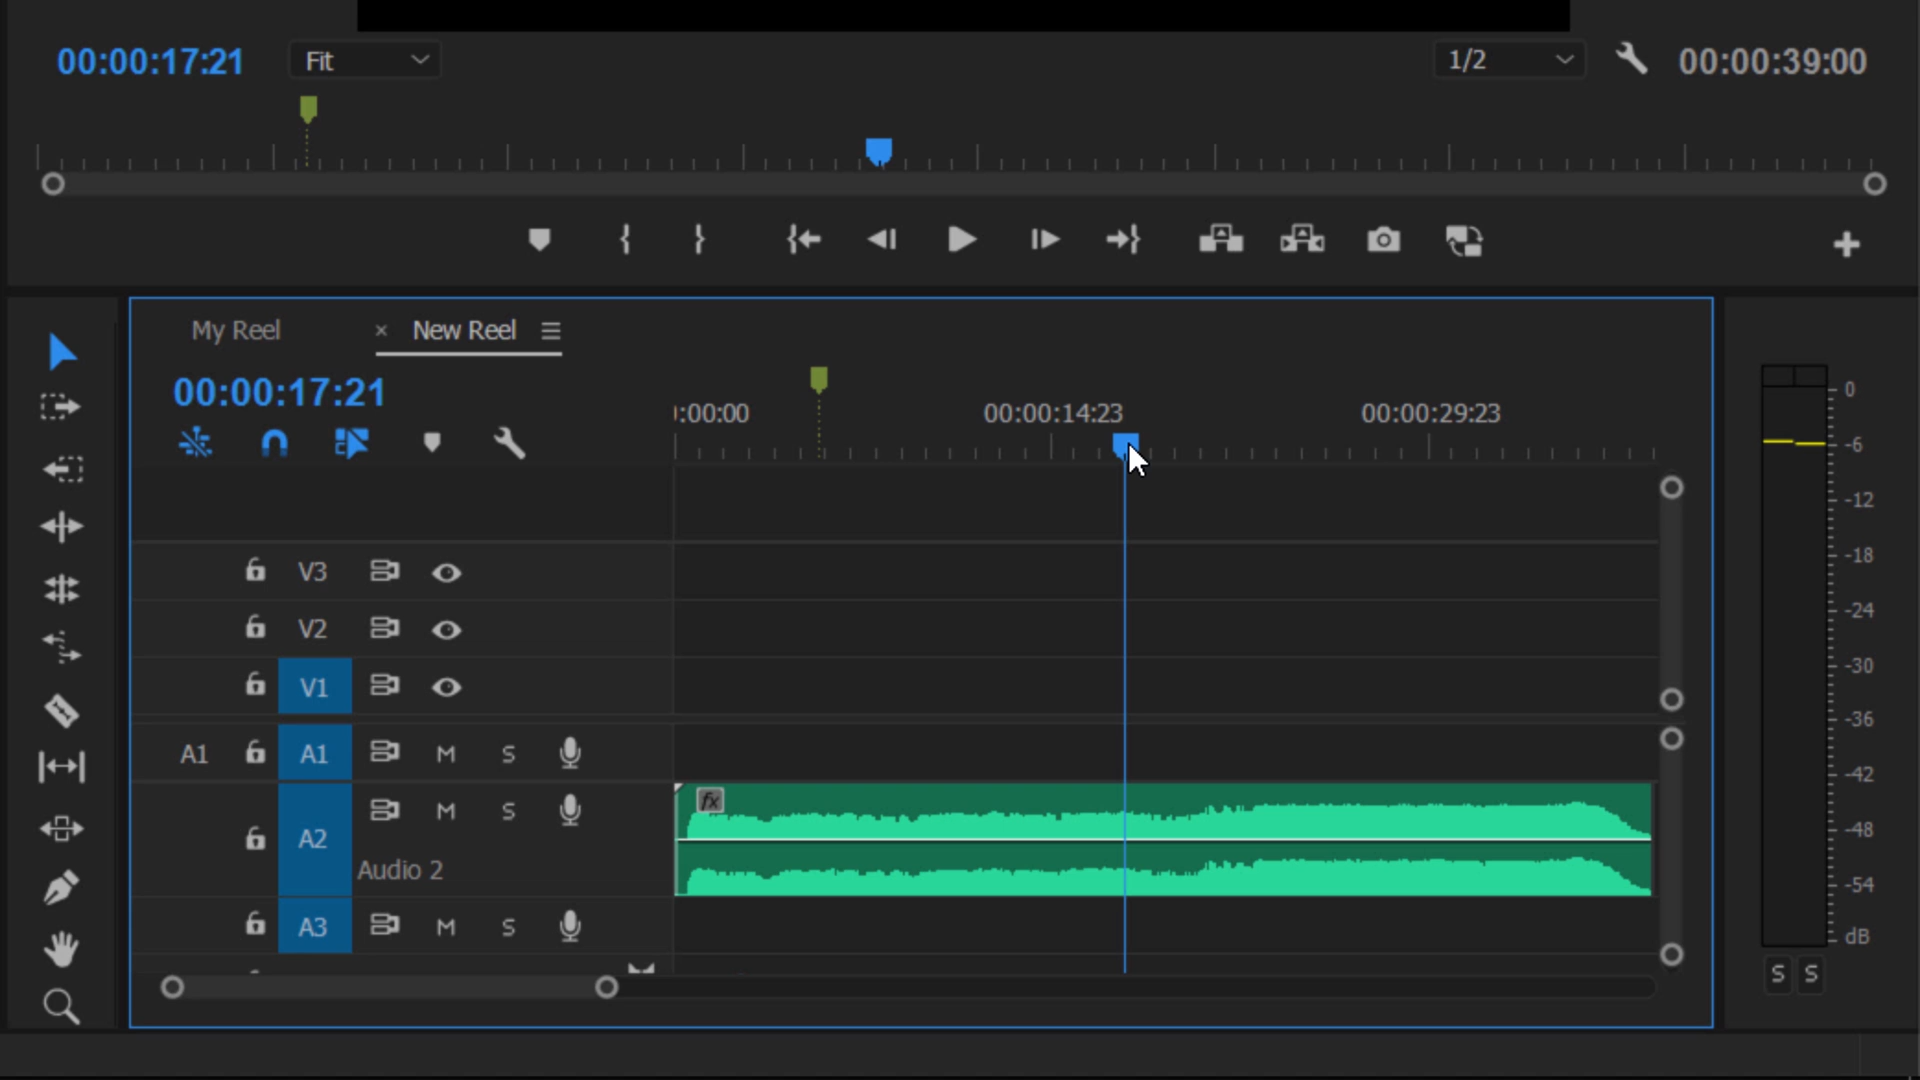 00:00:17:21 Fit 1/2 00:00:39:00
My Reel × New Reel
00:00:17:21
:00:00 00:00:14:23 00:00:29:23
V3
V2
V1
A1 A1 M S
fx
A2 M S
Audio 2
A3 M S
0
-6
-12
-18
-24
-30
-36
-42
-48
-54
dB
S S